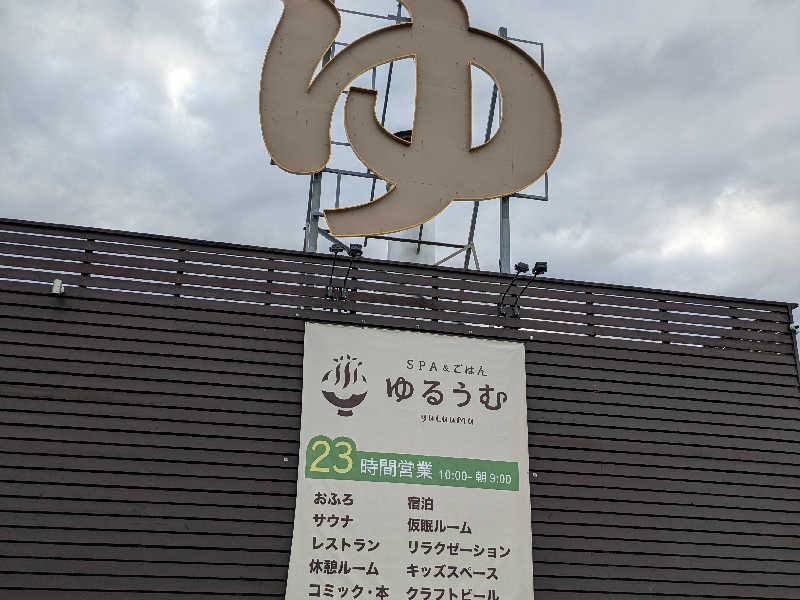 ゆ
SPA&ごはん
ゆるうむ
yuluumu
23時間営業 10:00-朝9:00
おふろ 宿泊
サウナ 仮眠ルーム
レストラン リラクゼーション
休憩ルーム キッズスペース
コミック・本 クラフトビール